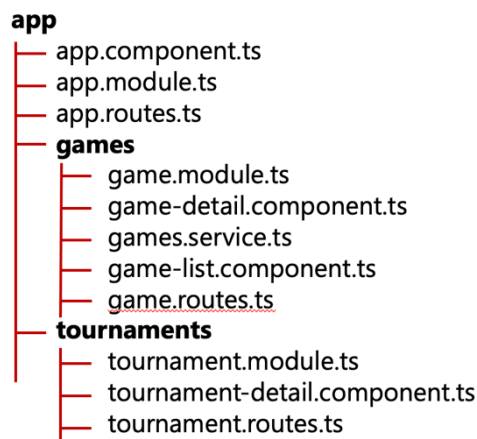 app
app.component.ts
app.module.ts
app.routes.ts
games
game.module.ts
game-detail.component.ts
games.service.ts
game-list.component.ts
game.routes.ts
tournaments
tournament.module.ts
tournament-detail.component.ts
tournament.routes.ts